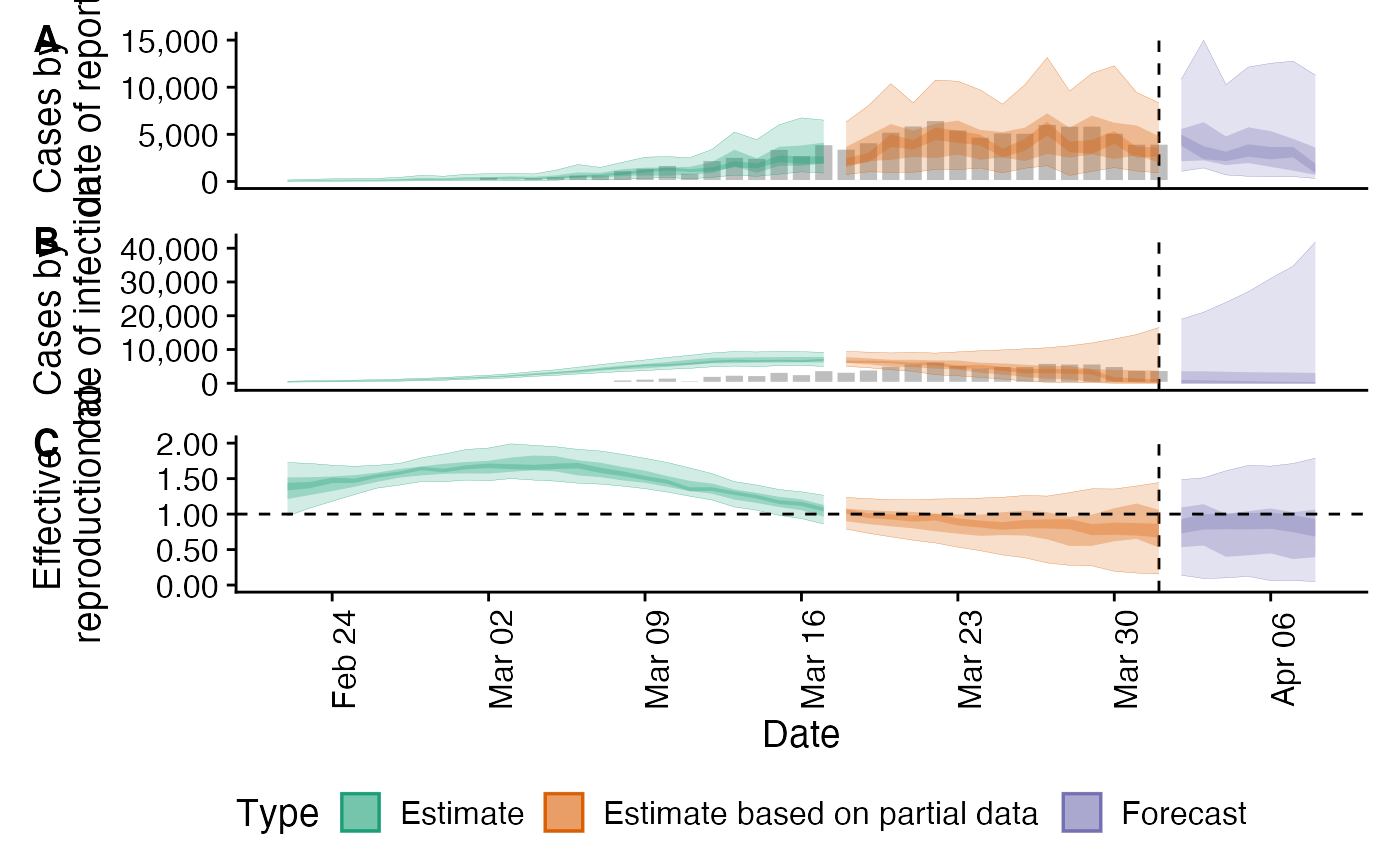 A
Cases by
date of report
15,000
10,000
5,000
0
B
Cases by
date of infection
40,000
30,000
20,000
10,000
0
C
Effective
reproduction no.
2.00
1.50
1.00
0.50
0.00
Feb 24
Mar 02
Mar 09
Mar 16
Mar 23
Mar 30
Apr 06
Date
Type
Estimate
Estimate based on partial data
Forecast